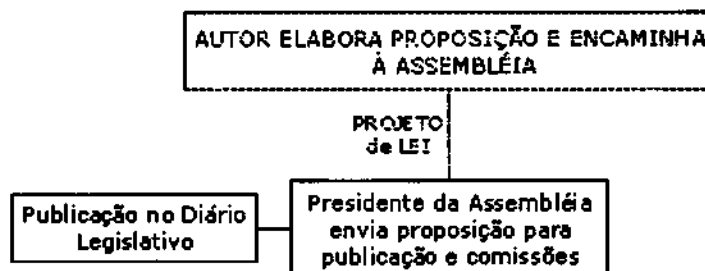 AUTOR ELABORA PROPOSIÇÃO E ENCAMINHA
À ASSEMBLÉIA
PROJETO
de LEI
Publicação no Diário
Legislativo
Presidente da Assembléia
envia proposição para
publicação e comissões